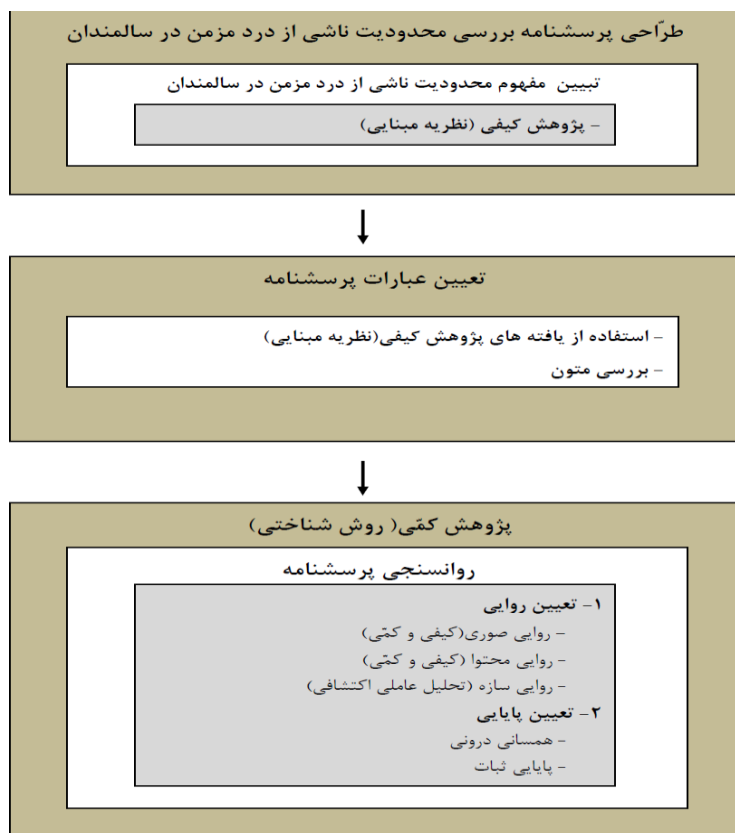 طرّاحی پرسشنامه بررسی محدودیت ناشی از درد مزمن در سالمندان
تبیین مفهوم محدودیت ناشی از درد مزمن در سالمندان
- پژوهش کیفی (نظریه مبنایی)
تعیین عبارات پرسشنامه
- استفاده از یافته های پژوهش کیفی(نظریه مبنایی)
- بررسی متون
پژوهش کمّی( روش شناختی)
روانسنجی پرسشنامه
۱- تعیین روایی
- روایی صوری(کیفی و کمّی)
- روایی محتوا (کیفی و کمّی)
- روایی سازه (تحلیل عاملی اکتشافی)
۲- تعیین پایایی
- همسانی درونی
- پایایی ثبات